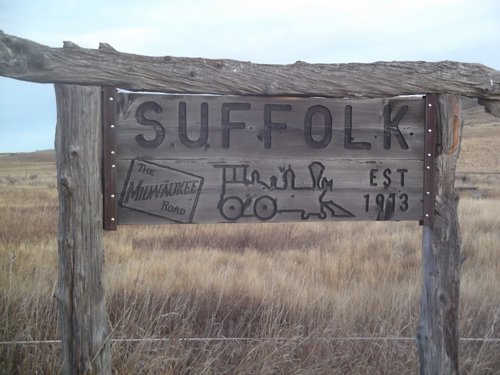 SUFFOLK
THE
MILWAUKEE
ROAD
EST
1913